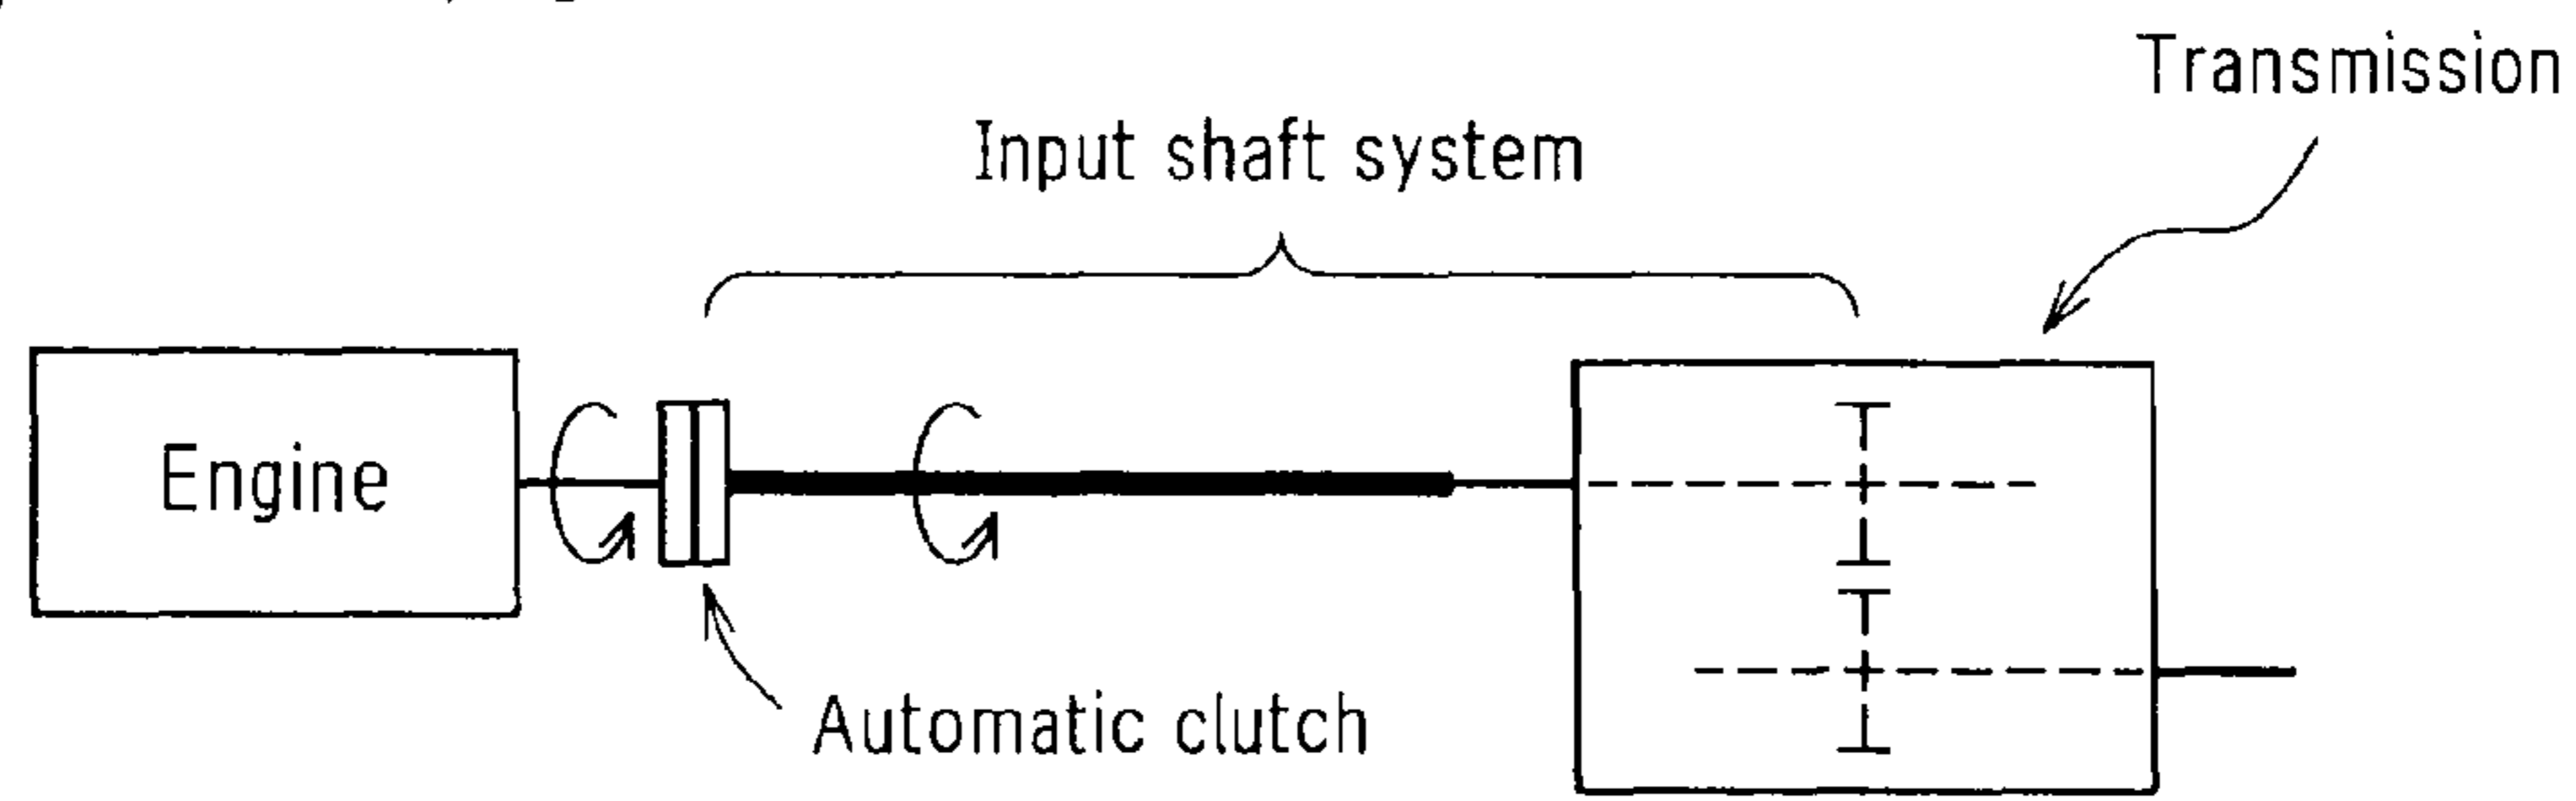 Transmission
Input shaft system
Engine
Automatic clutch